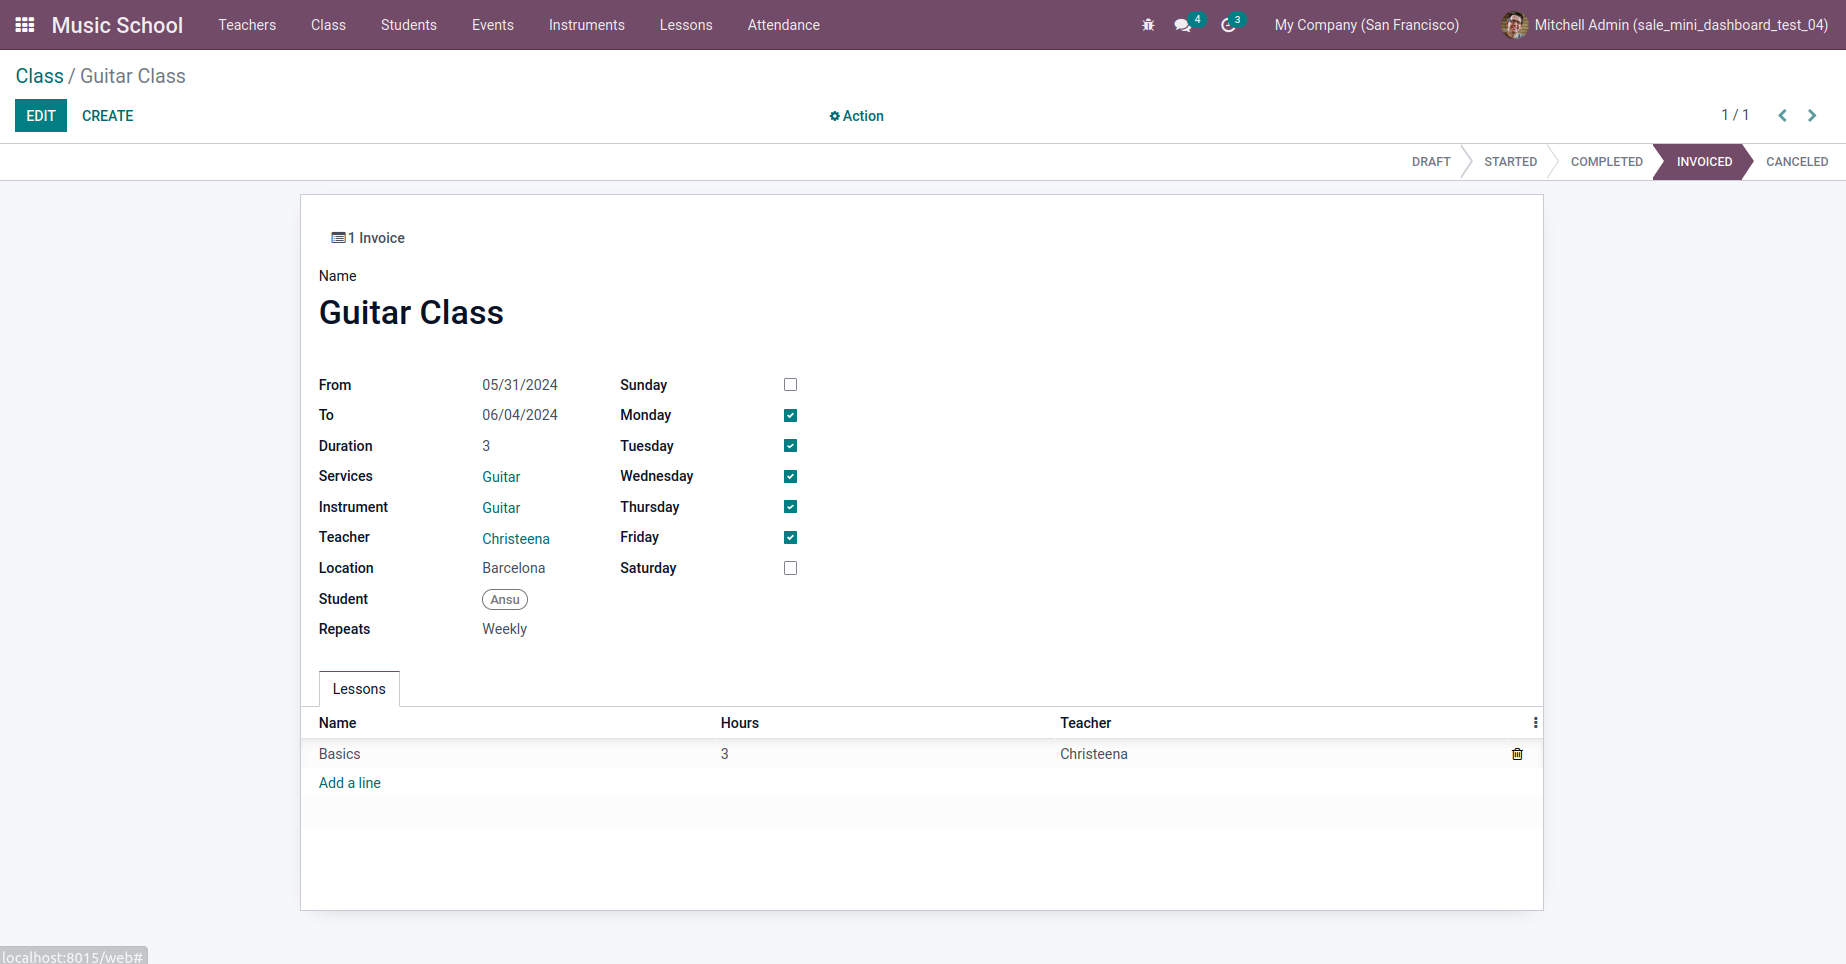 Music School Teachers Class Students Events Instruments Lessons Attendance 4 3 My Company (San Francisco) Mitchell Admin (sale_mini_dashboard_test_04)
Class / Guitar Class
EDIT CREATE Action 1 / 1
DRAFT STARTED COMPLETED INVOICED CANCELED
1 Invoice
Name
Guitar Class
From 05/31/2024 Sunday
To 06/04/2024 Monday
Duration 3 Tuesday
Services Guitar Wednesday
Instrument Guitar Thursday
Teacher Christeena Friday
Location Barcelona Saturday
Student Ansu
Repeats Weekly
Lessons
Name Hours Teacher
Basics 3 Christeena
Add a line
localhost:8015/web#